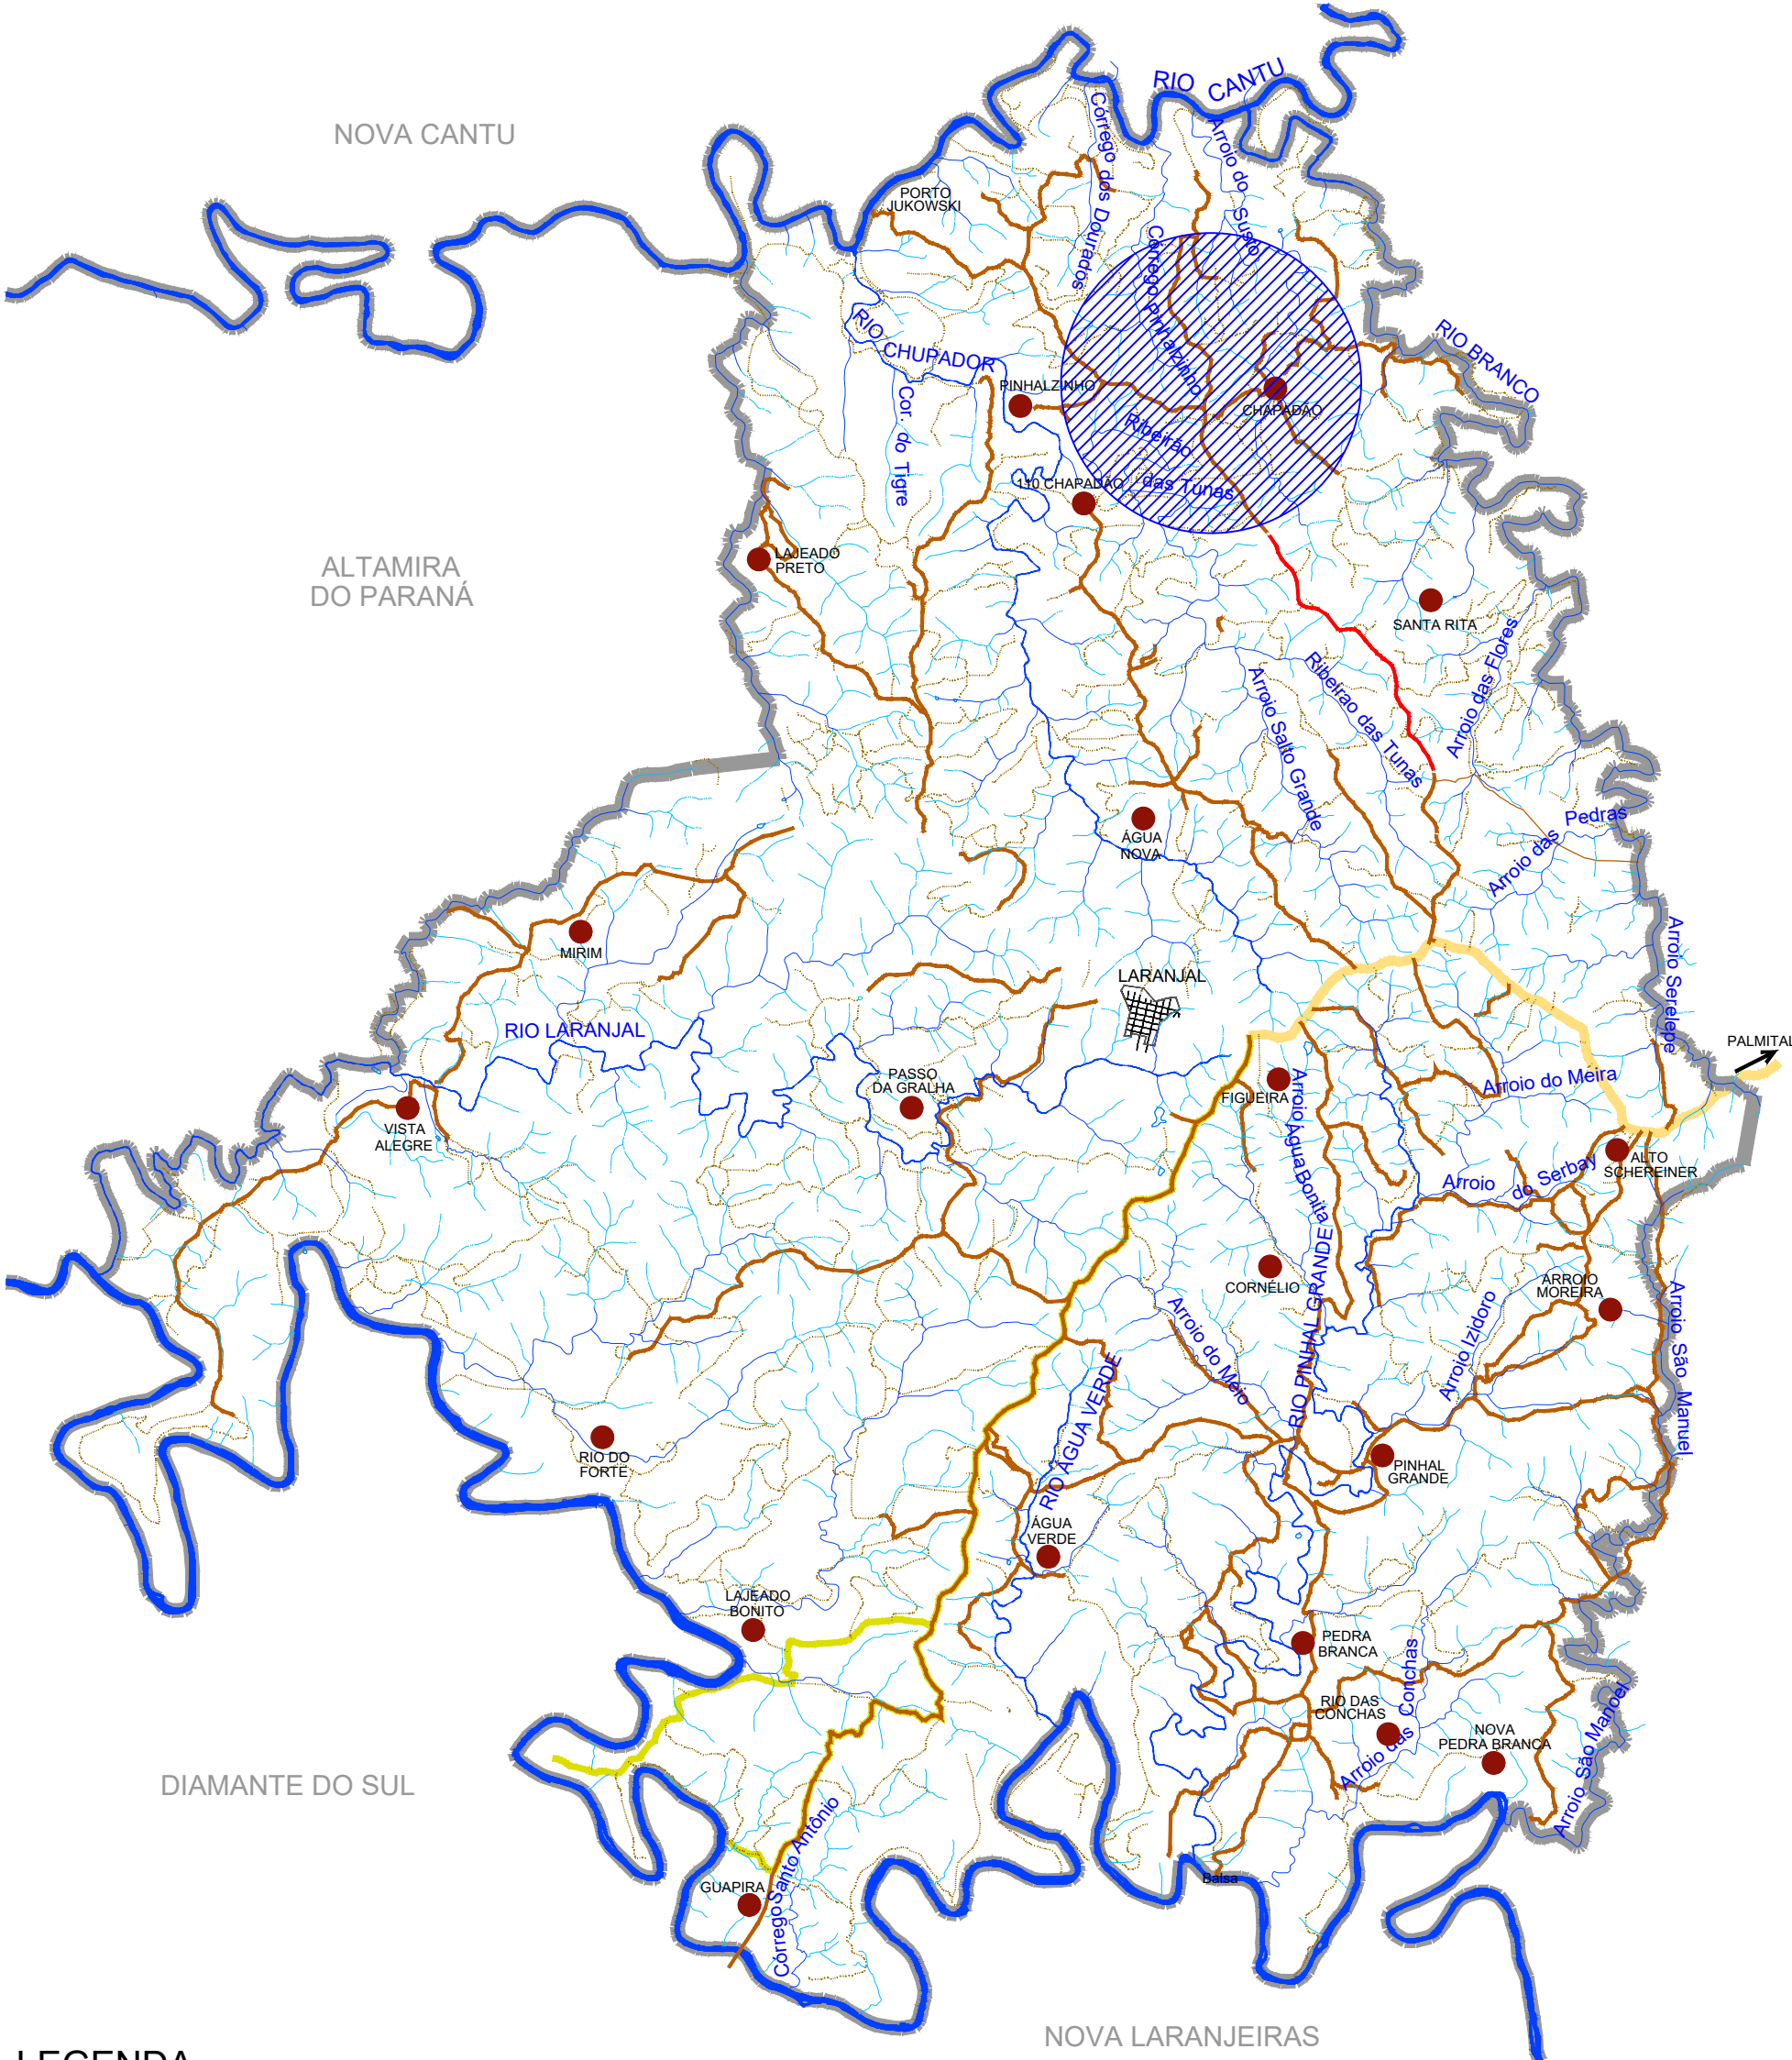 RIO CANTU
NOVA CANTU
Córrego dos Dourados
Arroio do Susto
PORTO
JUKOWSKI
Córrego Pinhalzinho
RIO CHUPADOR
RIO BRANCO
PINHALZINHO
CHAPADÃO
Cor. do Tigre
Ribeirão
das Tunas
110 CHAPADÃO
LAJEADO
PRETO
ALTAMIRA
DO PARANÁ
SANTA RITA
Arroio das Flores
Ribeirao das Tunas
Arroio Salto Grande
Arroio das Pedras
ÁGUA
NOVA
MIRIM
Arroio Serelepe
LARANJAL
RIO LARANJAL
PALMITAL
PASSO
DA GRALHA
Arroio do Meira
FIGUEIRA
Arroio ÁguaBonita
VISTA
ALEGRE
ALTO
SCHEREINER
Arroio do Serbay
CORNÉLIO
ARROIO
MOREIRA
Arroio do Meio
RIO PINHAL GRANDE
Arroio Izidoro
Arroio São Manuel
RIO ÁGUA VERDE
RIO DO
FORTE
PINHAL
GRANDE
ÁGUA
VERDE
LAJEADO
BONITO
PEDRA
BRANCA
RIO DAS
CONCHAS
Arroio das Conchas
NOVA
PEDRA BRANCA
Arroio São Manoel
DIAMANTE DO SUL
Córrego Santo Antônio
GUAPIRA
Balsa
NOVA LARANJEIRAS
LEGENDA